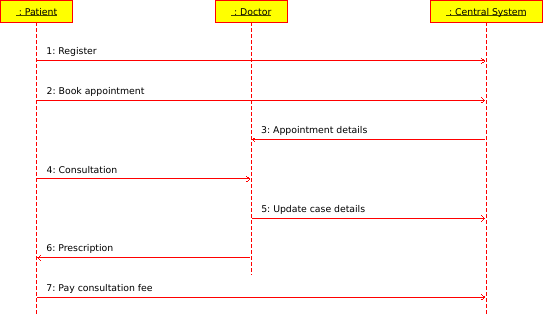 : Patient
: Doctor
: Central System
1: Register
2: Book appointment
3: Appointment details
4: Consultation
5: Update case details
6: Prescription
7: Pay consultation fee